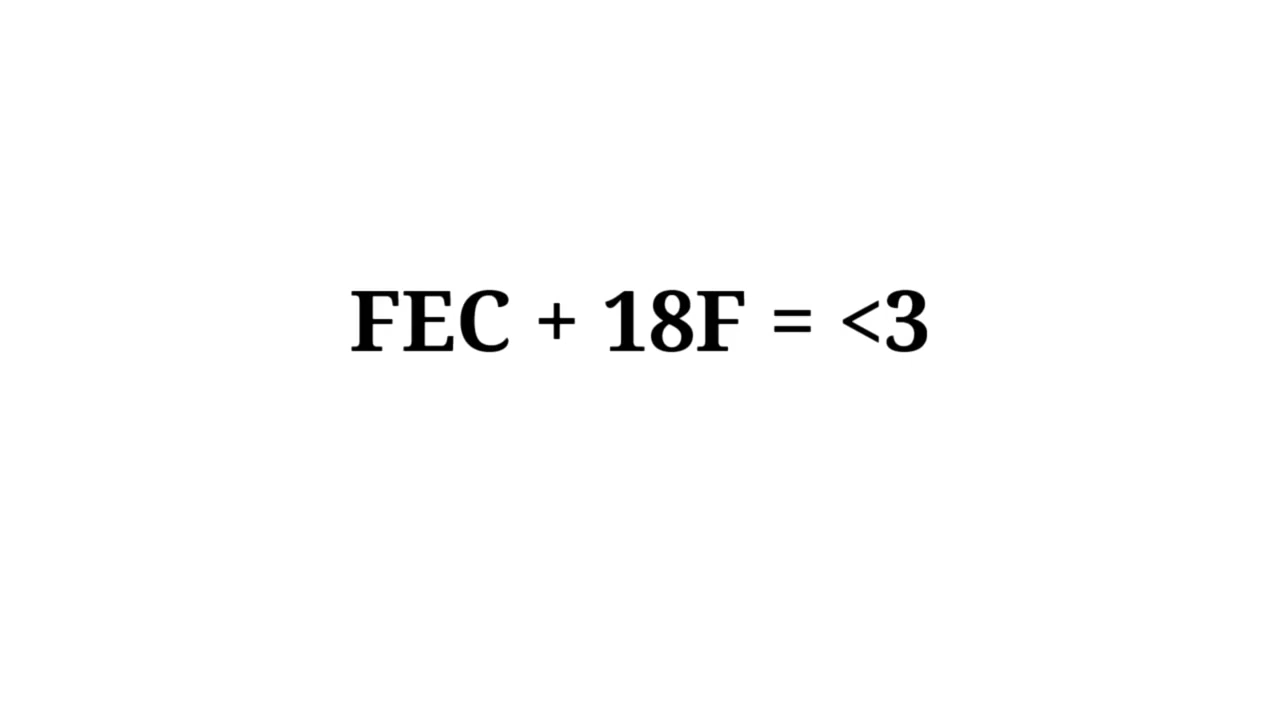 FEC + 18F = <3